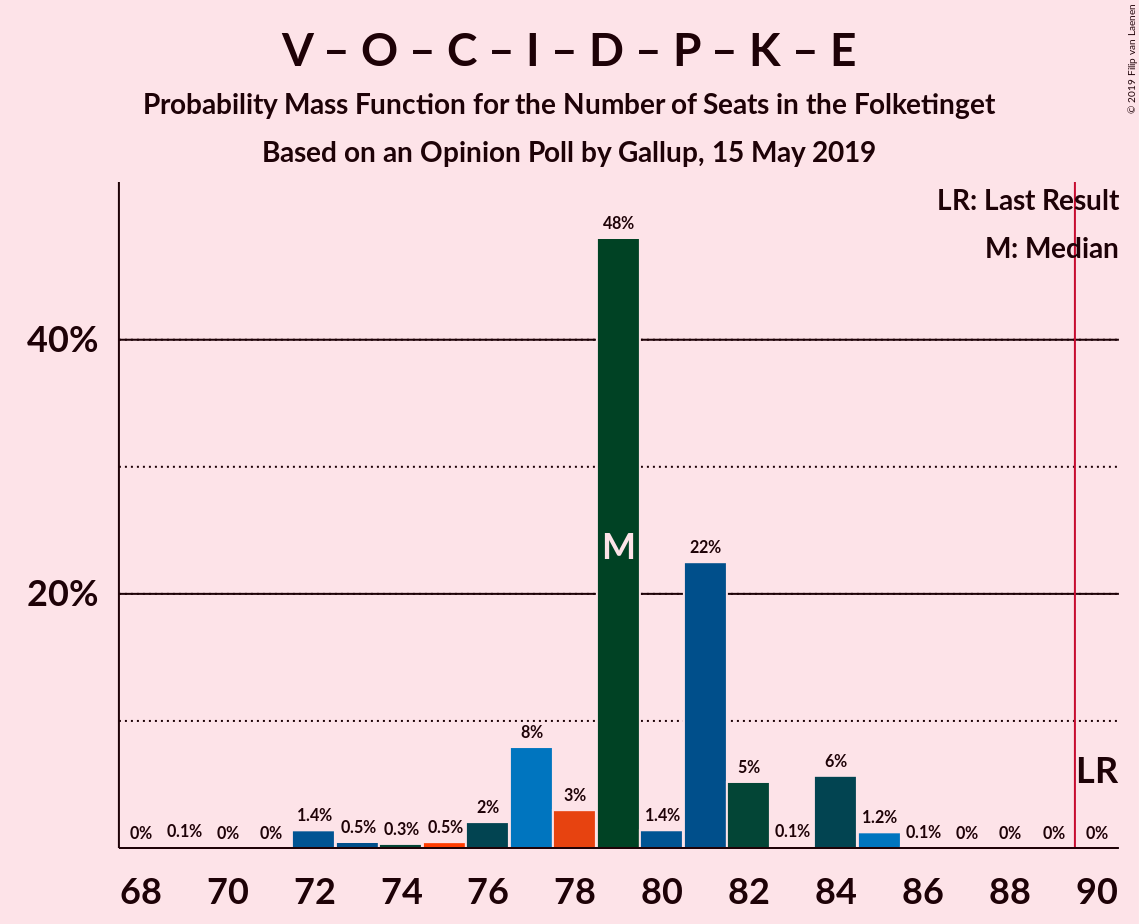 V – O – C – I – D – P – K – E
Probability Mass Function for the Number of Seats in the Folketinget
Based on an Opinion Poll by Gallup, 15 May 2019
© 2019 Filip van Laenen
LR: Last Result
M: Median
48%
40%
M
22%
20%
8%
6%
5%
LR
3%
2%
1.4%
1.4%
1.2%
0%
0.1%
0%
0%
0.5%
0.3%
0.5%
0.1%
0.1%
0%
0%
0%
0%
68 70 72 74 76 78 80 82 84 86 88 90